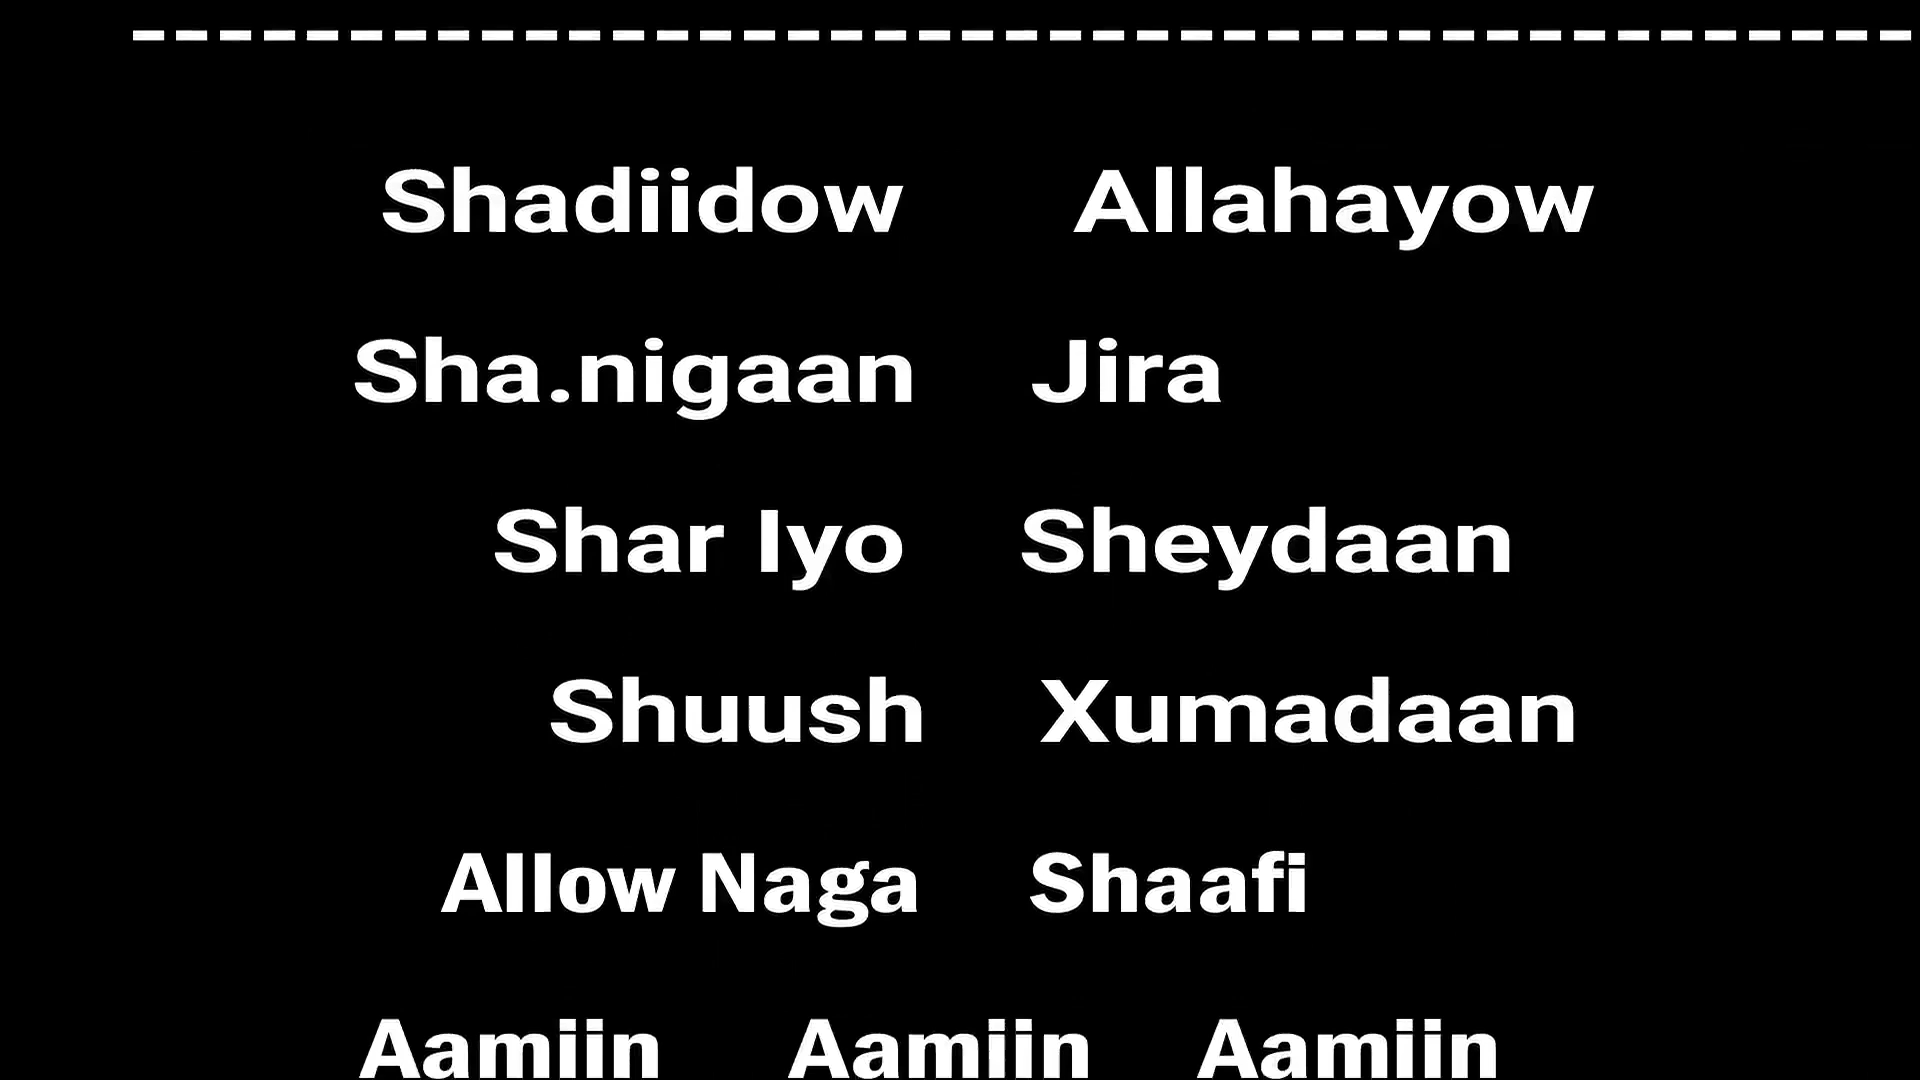 Shadiidow Allahayow
Sha.nigaan Jira
Shar Iyo Sheydaan
Shuush Xumadaan
Allow Naga Shaafi
Aamiin Aamiin Aamiin